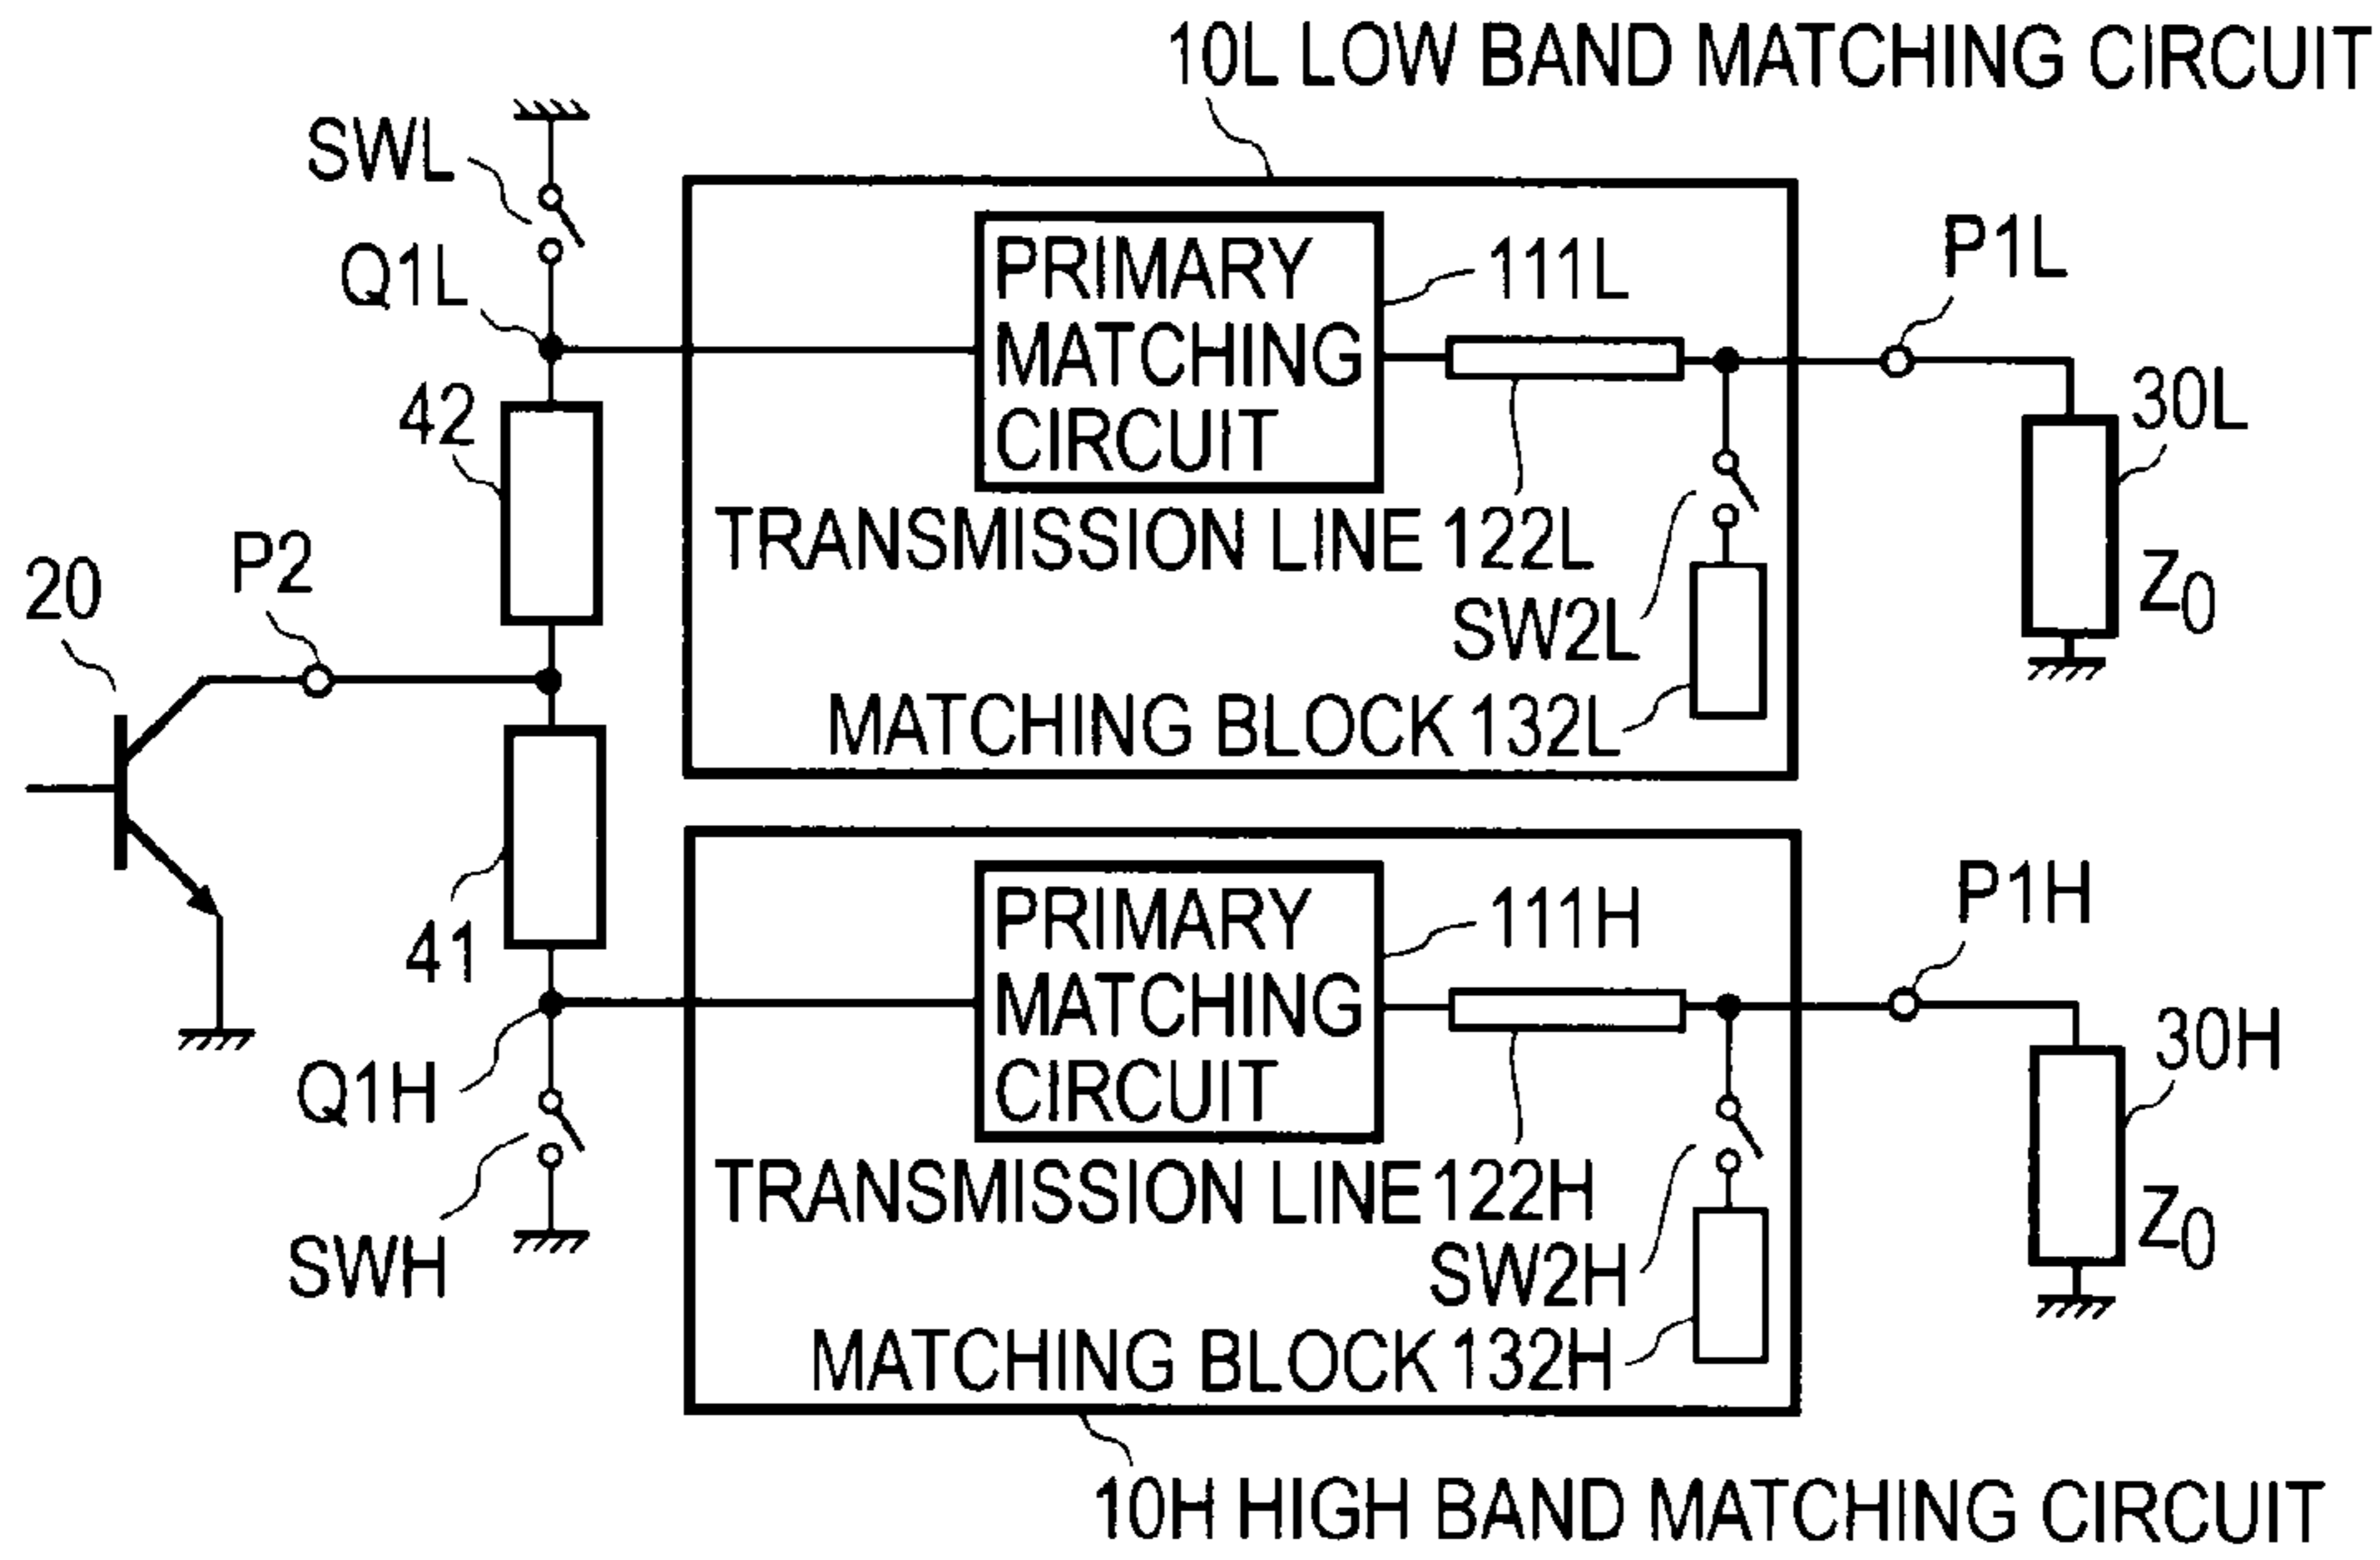 10L LOW BAND MATCHING CIRCUIT
SWL
Q1L
PRIMARY
MATCHING
CIRCUIT
111L
P1L
42
30L
TRANSMISSION LINE 122L
P2
20
Z0
SW2L
MATCHING BLOCK 132L
41
PRIMARY
MATCHING
CIRCUIT
111H
P1H
30H
Q1H
TRANSMISSION LINE 122H
Z0
SWH
SW2H
MATCHING BLOCK 132H
10H HIGH BAND MATCHING CIRCUIT